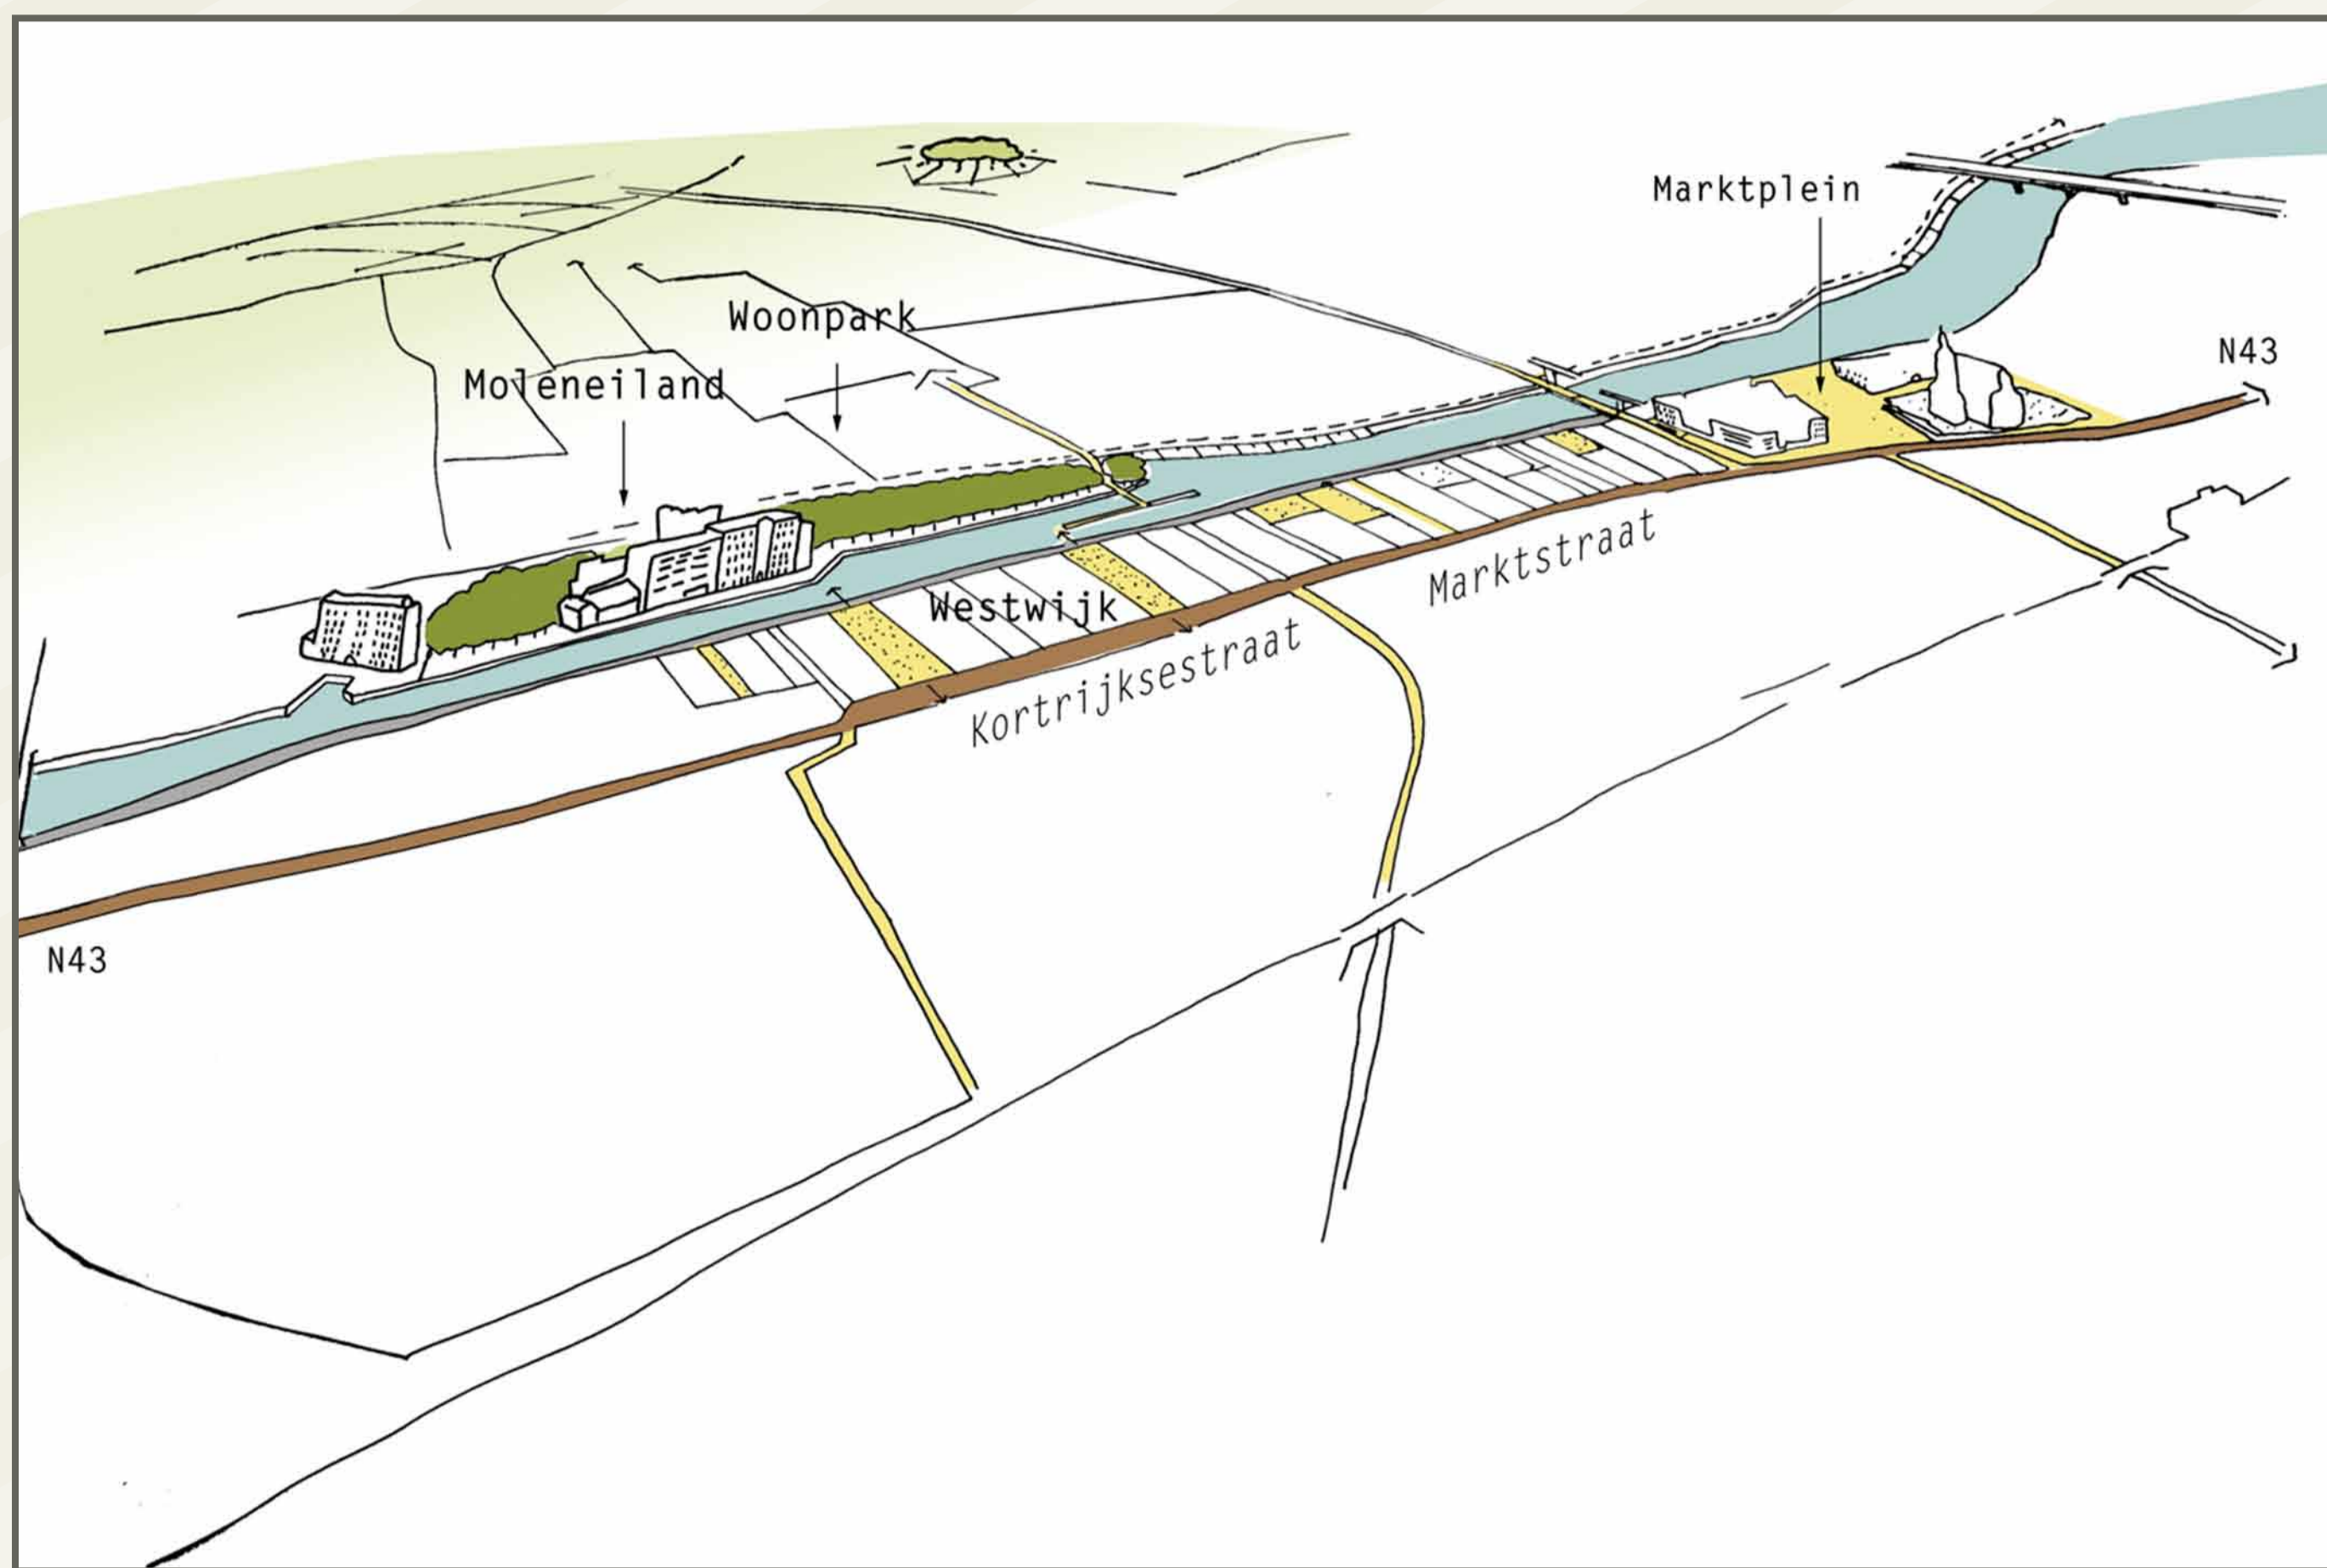 Marktplein
Woonpark
N43
Moleneiland
Marktstraat
Westwijk
Kortrijksestraat
N43